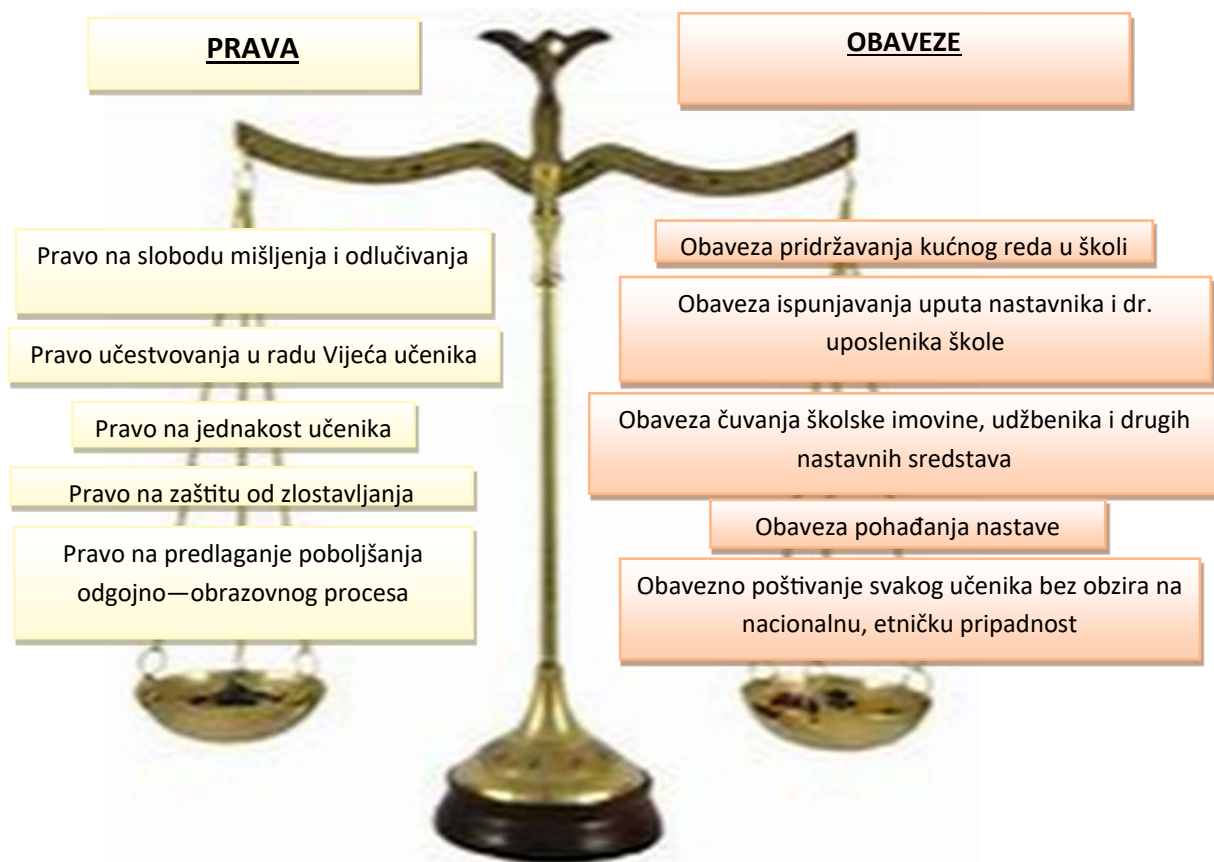 PRAVA
OBAVEZE
Pravo na slobodu mišljenja i odlučivanja
Pravo učestvovanja u radu Vijeća učenika
Pravo na jednakost učenika
Pravo na zaštitu od zlostavljanja
Pravo na predlaganje poboljšanja
odgojno—obrazovnog procesa
Obaveza pridržavanja kućnog reda u školi
Obaveza ispunjavanja uputa nastavnika i dr.
uposlenika škole
Obaveza čuvanja školske imovine, udžbenika i drugih
nastavnih sredstava
Obaveza pohađanja nastave
Obavezno poštivanje svakog učenika bez obzira na
nacionalnu, etničku pripadnost